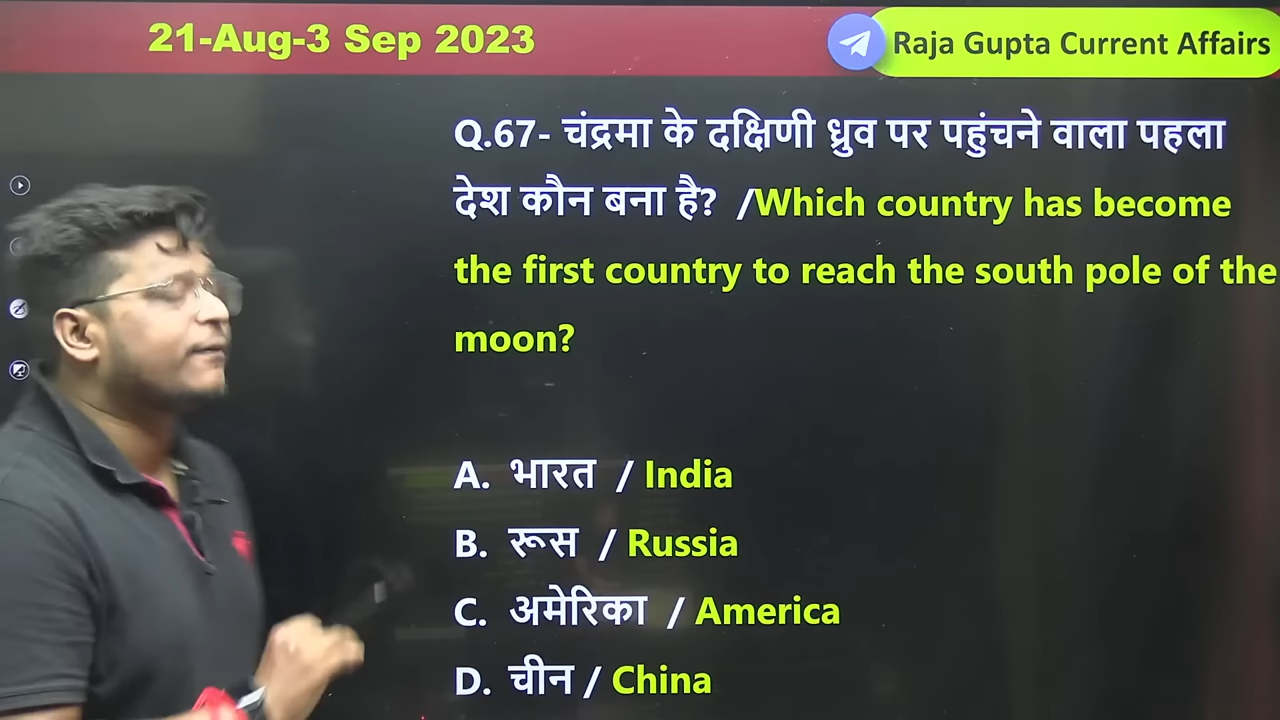 21-Aug-3 Sep 2023
Raja Gupta Current Affairs
Q.67- चंद्रमा के दक्षिणी ध्रुव पर पहुंचने वाला पहला
देश कौन बना है? /Which country has become
the first country to reach the south pole of the
moon?
A. भारत / India
B. रूस / Russia
C. अमेरिका / America
D. चीन / China